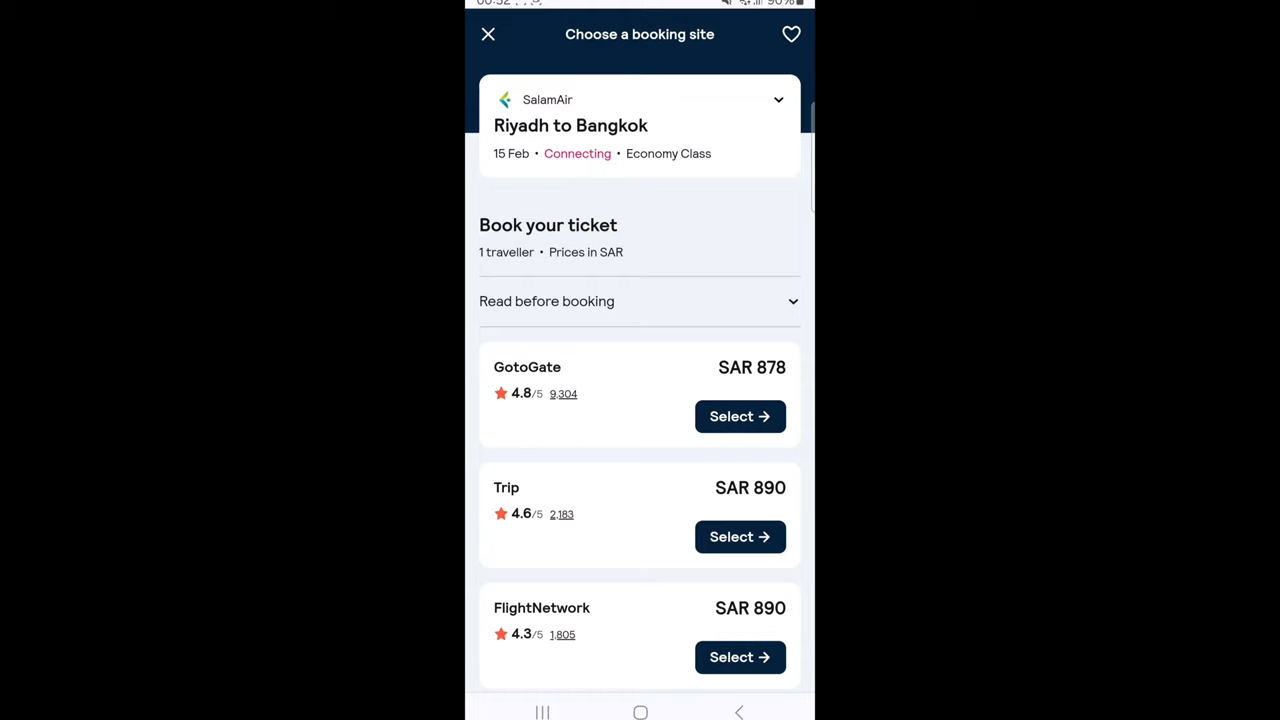 Choose a booking site
SalamAir
Riyadh to Bangkok
15 Feb • Connecting • Economy Class
Book your ticket
1 traveller • Prices in SAR
Read before booking
GotoGate
SAR 878
4.8/5 9,304
Select →
Trip
SAR 890
4.6/5 2,183
Select →
FlightNetwork
SAR 890
4.3/5 1,805
Select →